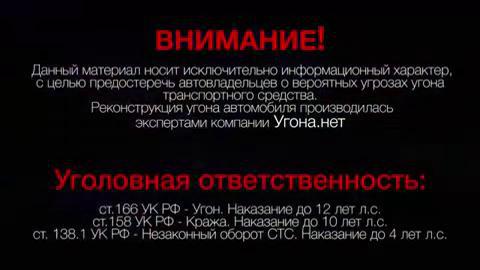 ВНИМАНИЕ!
Данный материал носит исключительно информационный характер,
с целью предостеречь автовладельцев о вероятных угрозах угона
транспортного средства.
Реконструкция угона автомобиля производилась
экспертами компании Угона.нет
Уголовная ответственность:
ст.166 УК РФ - Угон. Наказание до 12 лет л.с.
ст.158 УК РФ - Кража. Наказание до 10 лет л.с.
ст. 138.1 УК РФ - Незаконный оборот СТС. Наказание до 4 лет л.с.